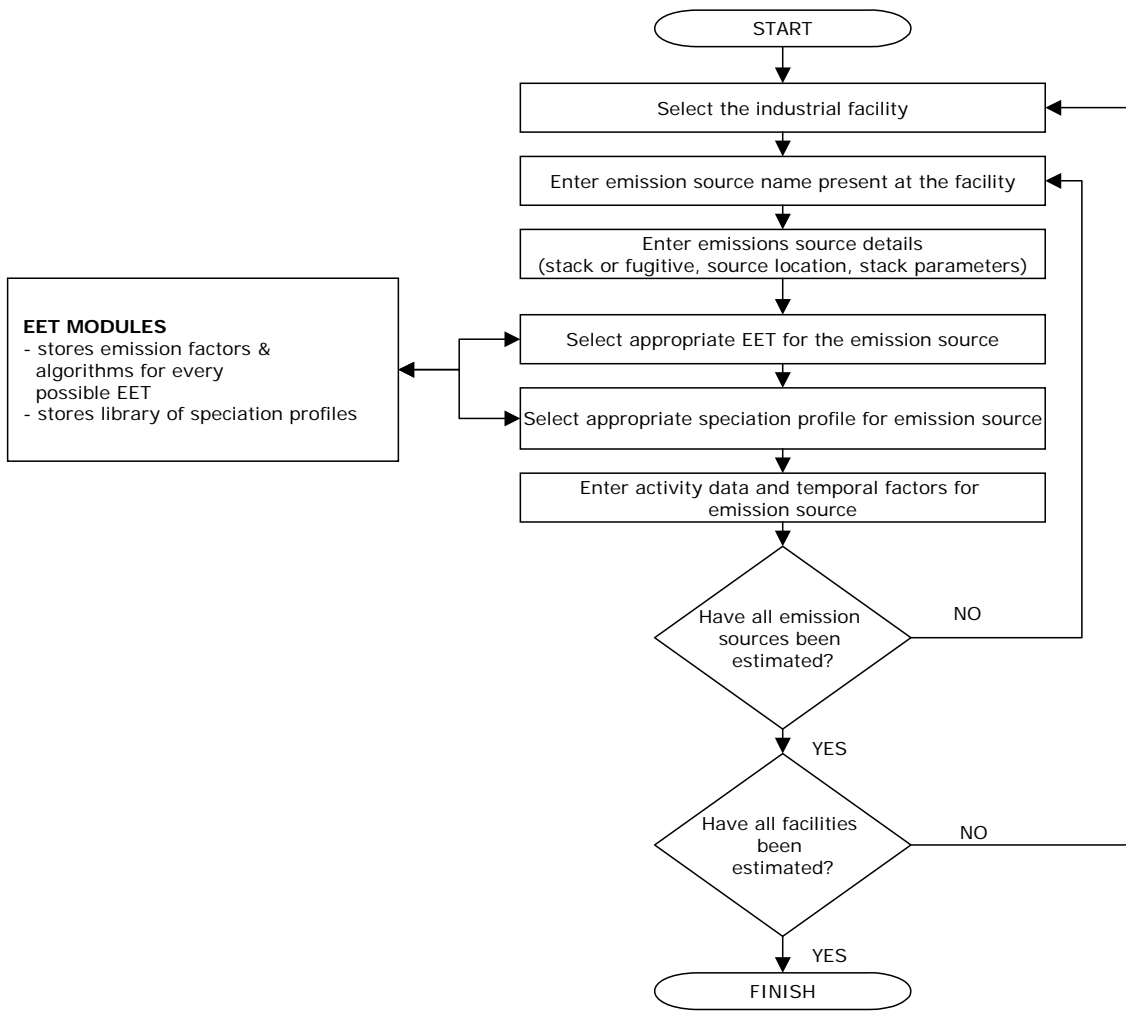 START
Select the industrial facility
Enter emission source name present at the facility
Enter emissions source details
(stack or fugitive, source location, stack parameters)
EET MODULES
- stores emission factors &
algorithms for every
possible EET
- stores library of speciation profiles
Select appropriate EET for the emission source
Select appropriate speciation profile for emission source
Enter activity data and temporal factors for
emission source
Have all emission
sources been
estimated?
NO
YES
Have all facilities
been
estimated?
NO
YES
FINISH